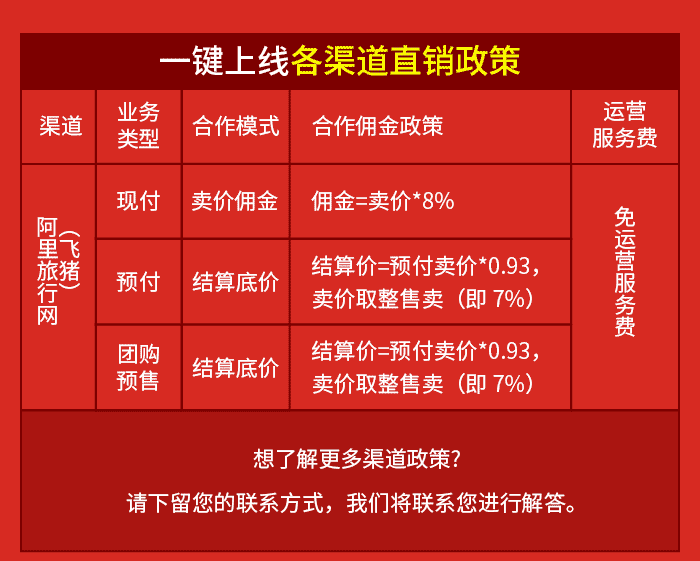 一键上线各渠道直销政策
渠道
业务
类型
合作模式
合作佣金政策
运营
服务费
阿里旅行网
（飞猪）
现付
卖价佣金
佣金=卖价*8%
免运营服务费
预付
结算底价
结算价=预付卖价*0.93，
卖价取整售卖（即 7%）
团购
预售
结算底价
结算价=预付卖价*0.93，
卖价取整售卖（即 7%）
想了解更多渠道政策？
请下留您的联系方式，我们将联系您进行解答。